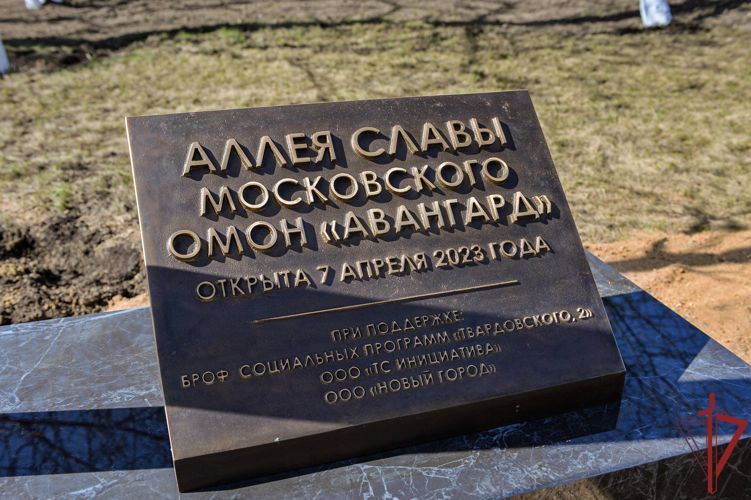 АЛЛЕЯ СЛАВЫ
МОСКОВСКОГО
ОМОН «АВАНГАРД»
ОТКРЫТА 7 АПРЕЛЯ 2023 ГОДА
ПРИ ПОДДЕРЖКЕ:
БРОФ СОЦИАЛЬНЫХ ПРОГРАММ «ТВАРДОВСКОГО, 2»
ООО «ТС ИНИЦИАТИВА»
ООО «НОВЫЙ ГОРОД»